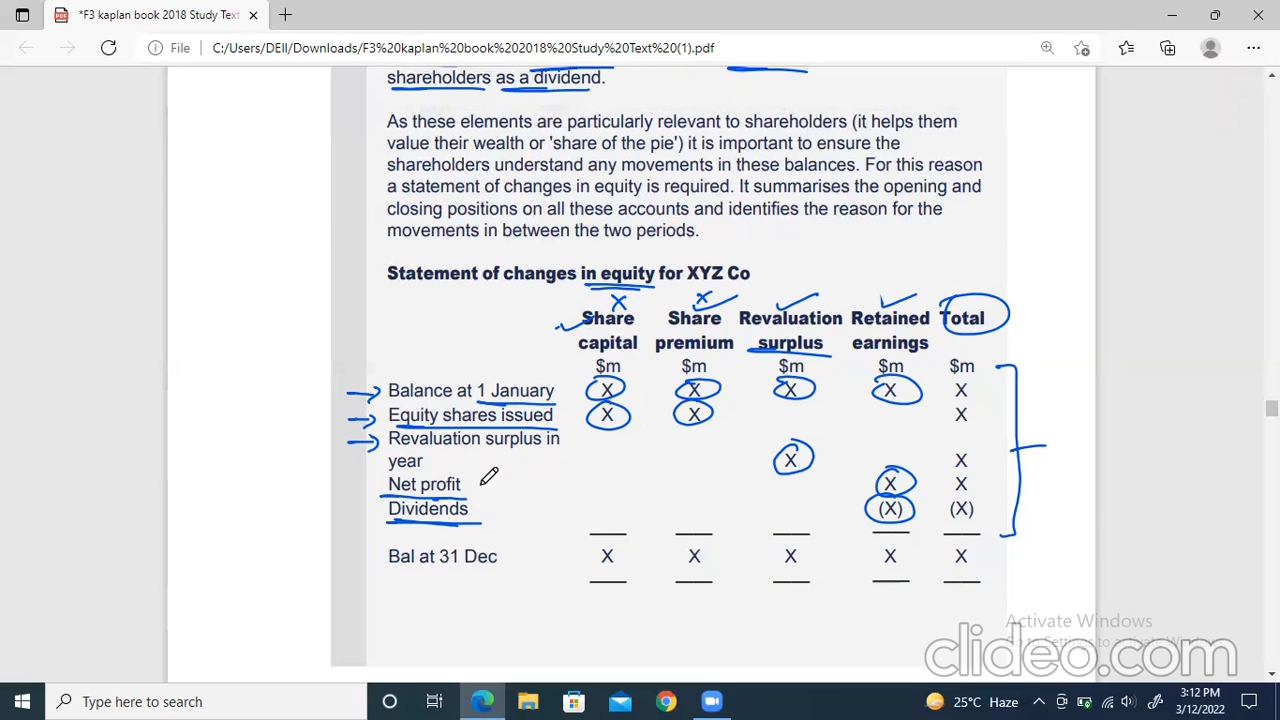 *F3 kaplan book 2018 Study Text
File
C:/Users/DEll/Downloads/F3%20kaplan%20book%202018%20Study%20Text%20(1).pdf
shareholders as a dividend.
As these elements are particularly relevant to shareholders (it helps them
value their wealth or 'share of the pie') it is important to ensure the
shareholders understand any movements in these balances. For this reason
a statement of changes in equity is required. It summarises the opening and
closing positions on all these accounts and identifies the reason for the
movements in between the two periods.
Statement of changes in equity for XYZ Co
x x
Share Share Revaluation Retained Total
capital premium surplus earnings
$m $m $m $m $m
Balance at 1 January X X X X X
Equity shares issued X X X
Revaluation surplus in
year X X
Net profit X X
Dividends (X) (X)
Bal at 31 Dec X X X X X
Activate Windows
Go to Settings to activate Windows.
clideo.com
Type here to search
25°C Haze
3:12 PM
3/12/2022